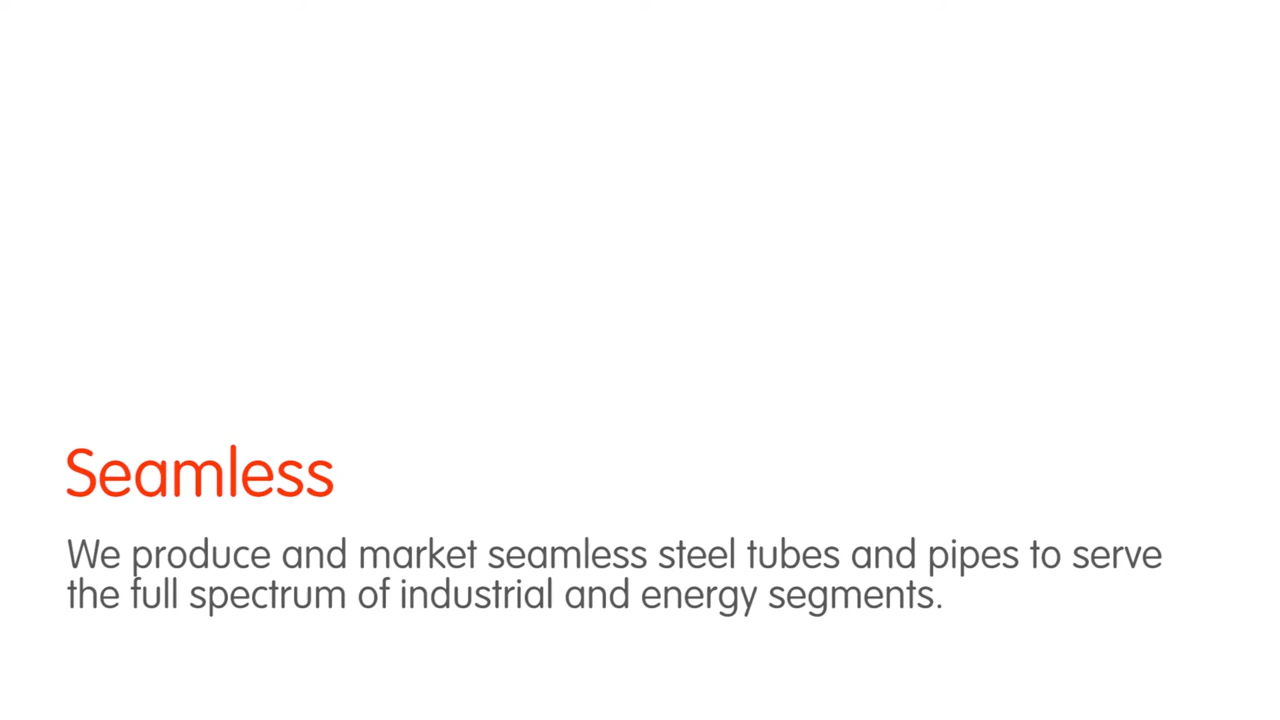 Seamless
We produce and market seamless steel tubes and pipes to serve
the full spectrum of industrial and energy segments.